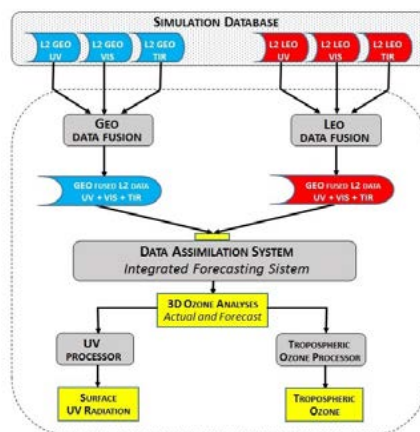 SIMULATION DATABASE
L2 GEO UV
L2 GEO VIS
L2 GEO TIR
L2 LEO UV
L2 LEO VIS
L2 LEO TIR
GEO DATA FUSION
LEO DATA FUSION
GEO FUSED L2 DATA
UV + VIS + TIR
GEO FUSED L2 DATA
UV + VIS + TIR
DATA ASSIMILATION SYSTEM
Integrated Forecasting Sistem
3D OZONE ANALYSES
Actual and Forecast
UV PROCESSOR
TROPOSPHERIC OZONE PROCESSOR
SURFACE UV RADIATION
TROPOSPHERIC OZONE